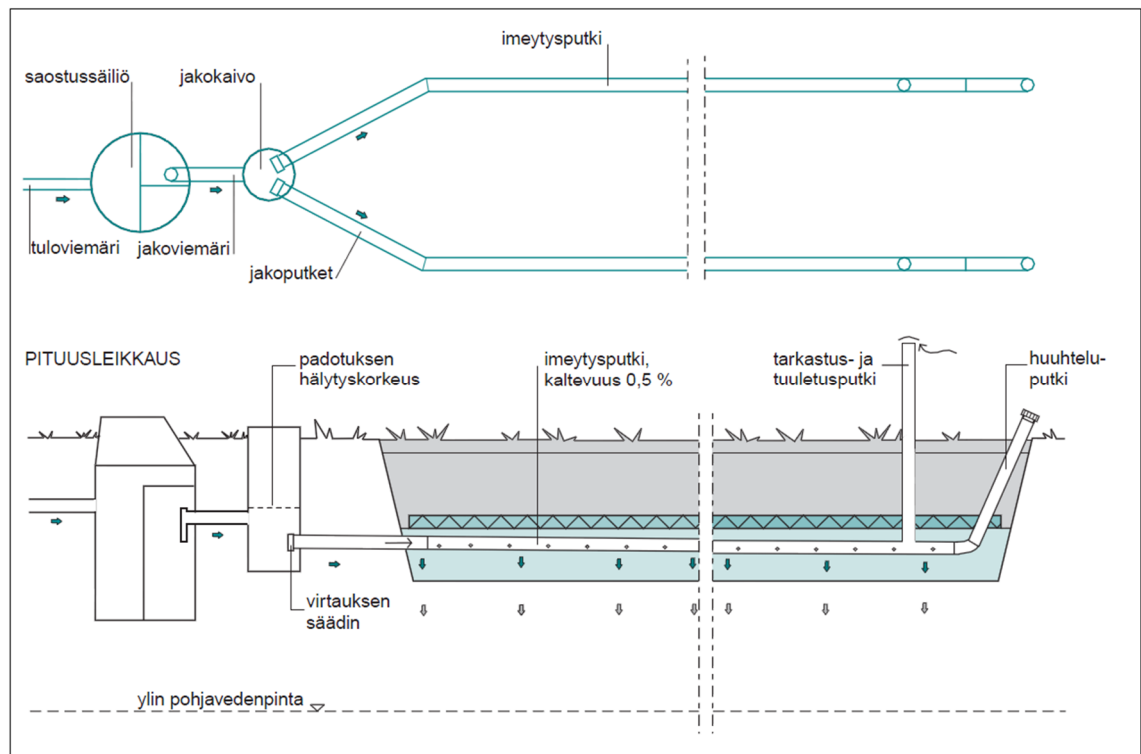 imeytysputki
saostussäiliö
jakokaivo
tuloviemäri
jakoviemäri
jakoputket
PITUUSLEIKKAUS
padotuksen
hälytyskorkeus
imeytysputki,
kaltevuus 0,5 %
tarkastus- ja
tuuletusputki
huuhtelu-
putki
virtauksen
säädin
ylin pohjavedenpinta